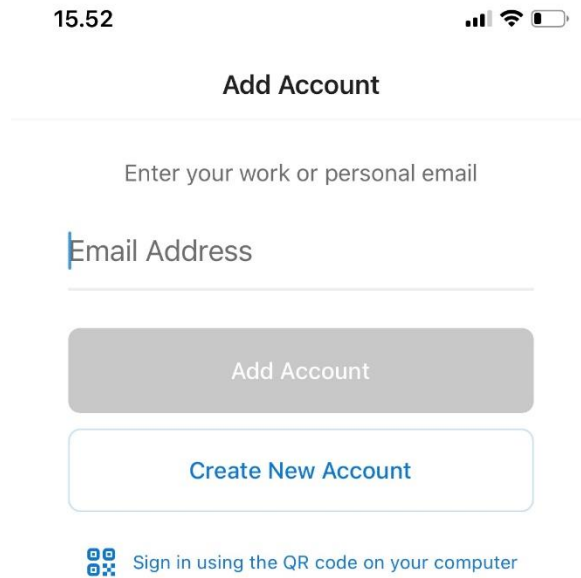 15.52
Add Account
Enter your work or personal email
Email Address
Add Account
Create New Account
Sign in using the QR code on your computer